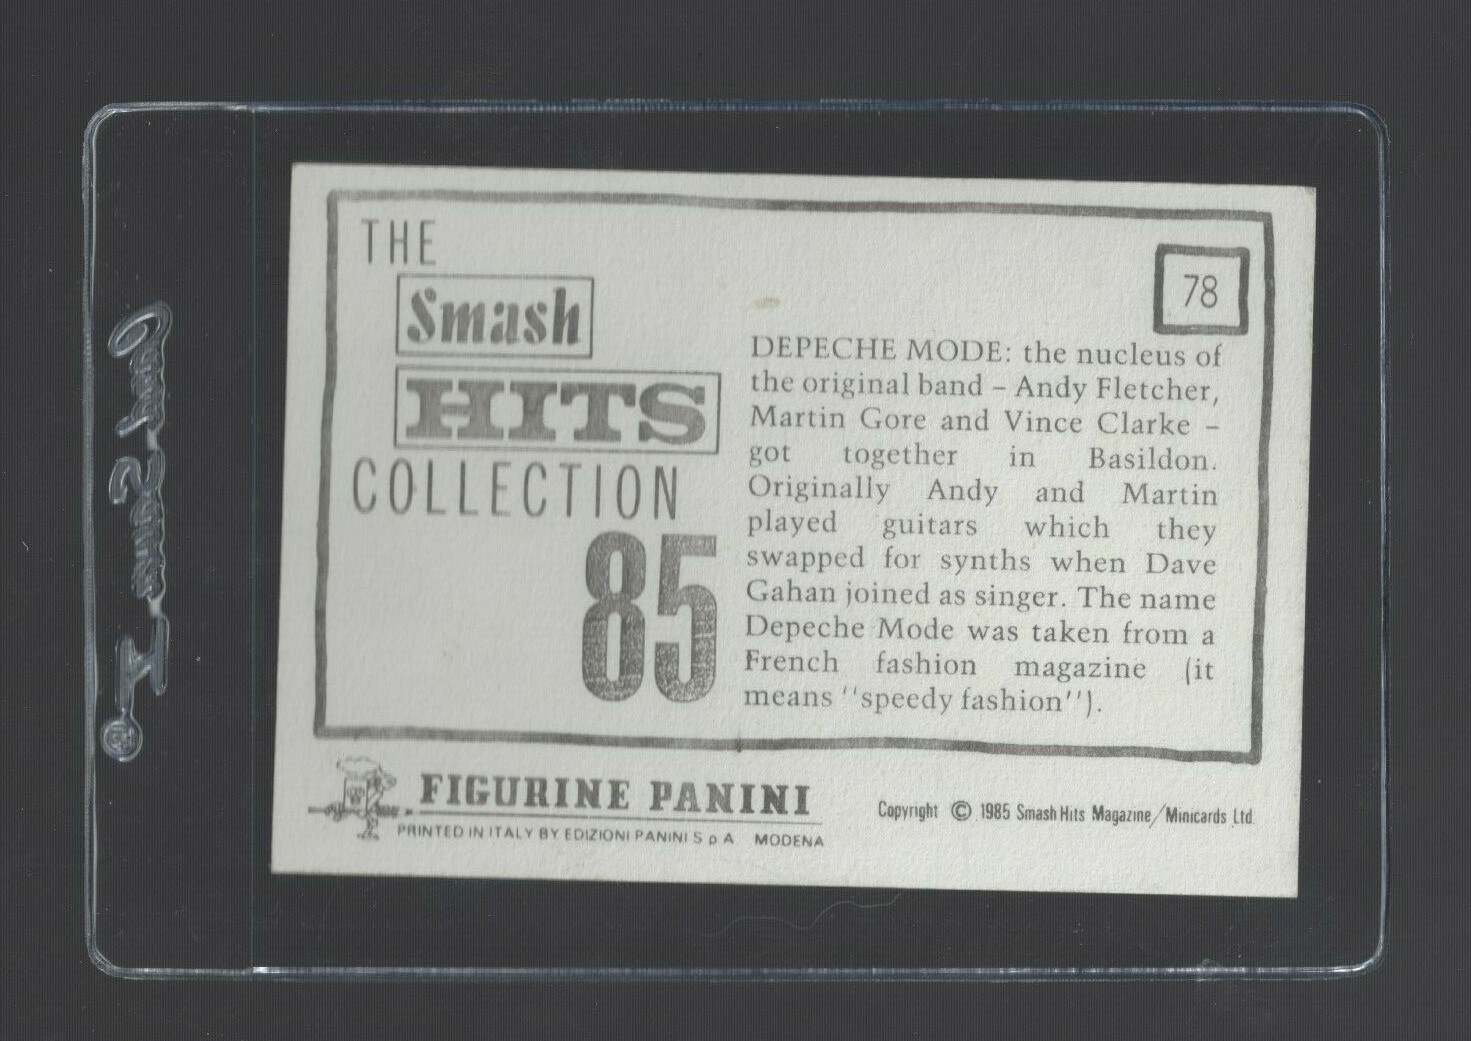 THE
Smash
HITS
COLLECTION
85
78
DEPECHE MODE: the nucleus of
the original band – Andy Fletcher,
Martin Gore and Vince Clarke –
got together in Basildon.
Originally Andy and Martin
played guitars which they
swapped for synths when Dave
Gahan joined as singer. The name
Depeche Mode was taken from a
French fashion magazine (it
means "speedy fashion").
FIGURINE PANINI
PRINTED IN ITALY BY EDIZIONI PANINI S p A MODENA
Copyright © 1985 Smash Hits Magazine/Minicards Ltd.
Card Saver I